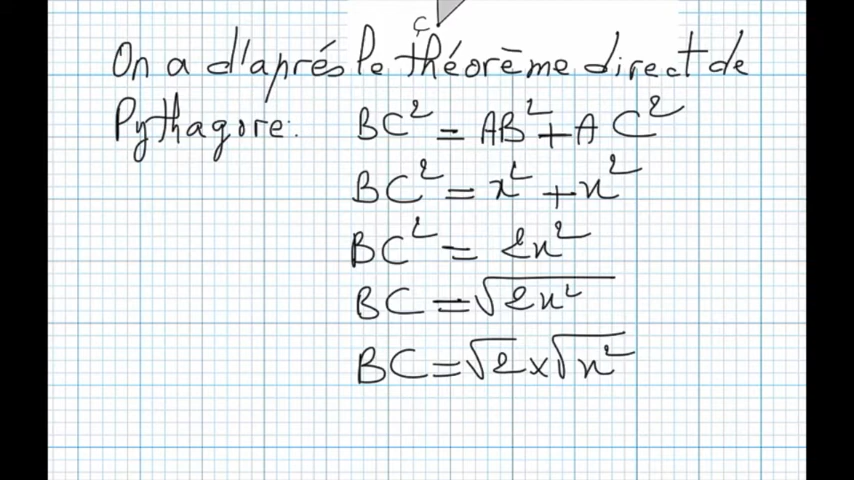 C
On a d'aprés le théorème direct de
Pythagore: BC² = AB² + AC²
BC² = x² + x²
BC² = 2x²
BC = √2x²
BC = √2 × √x²